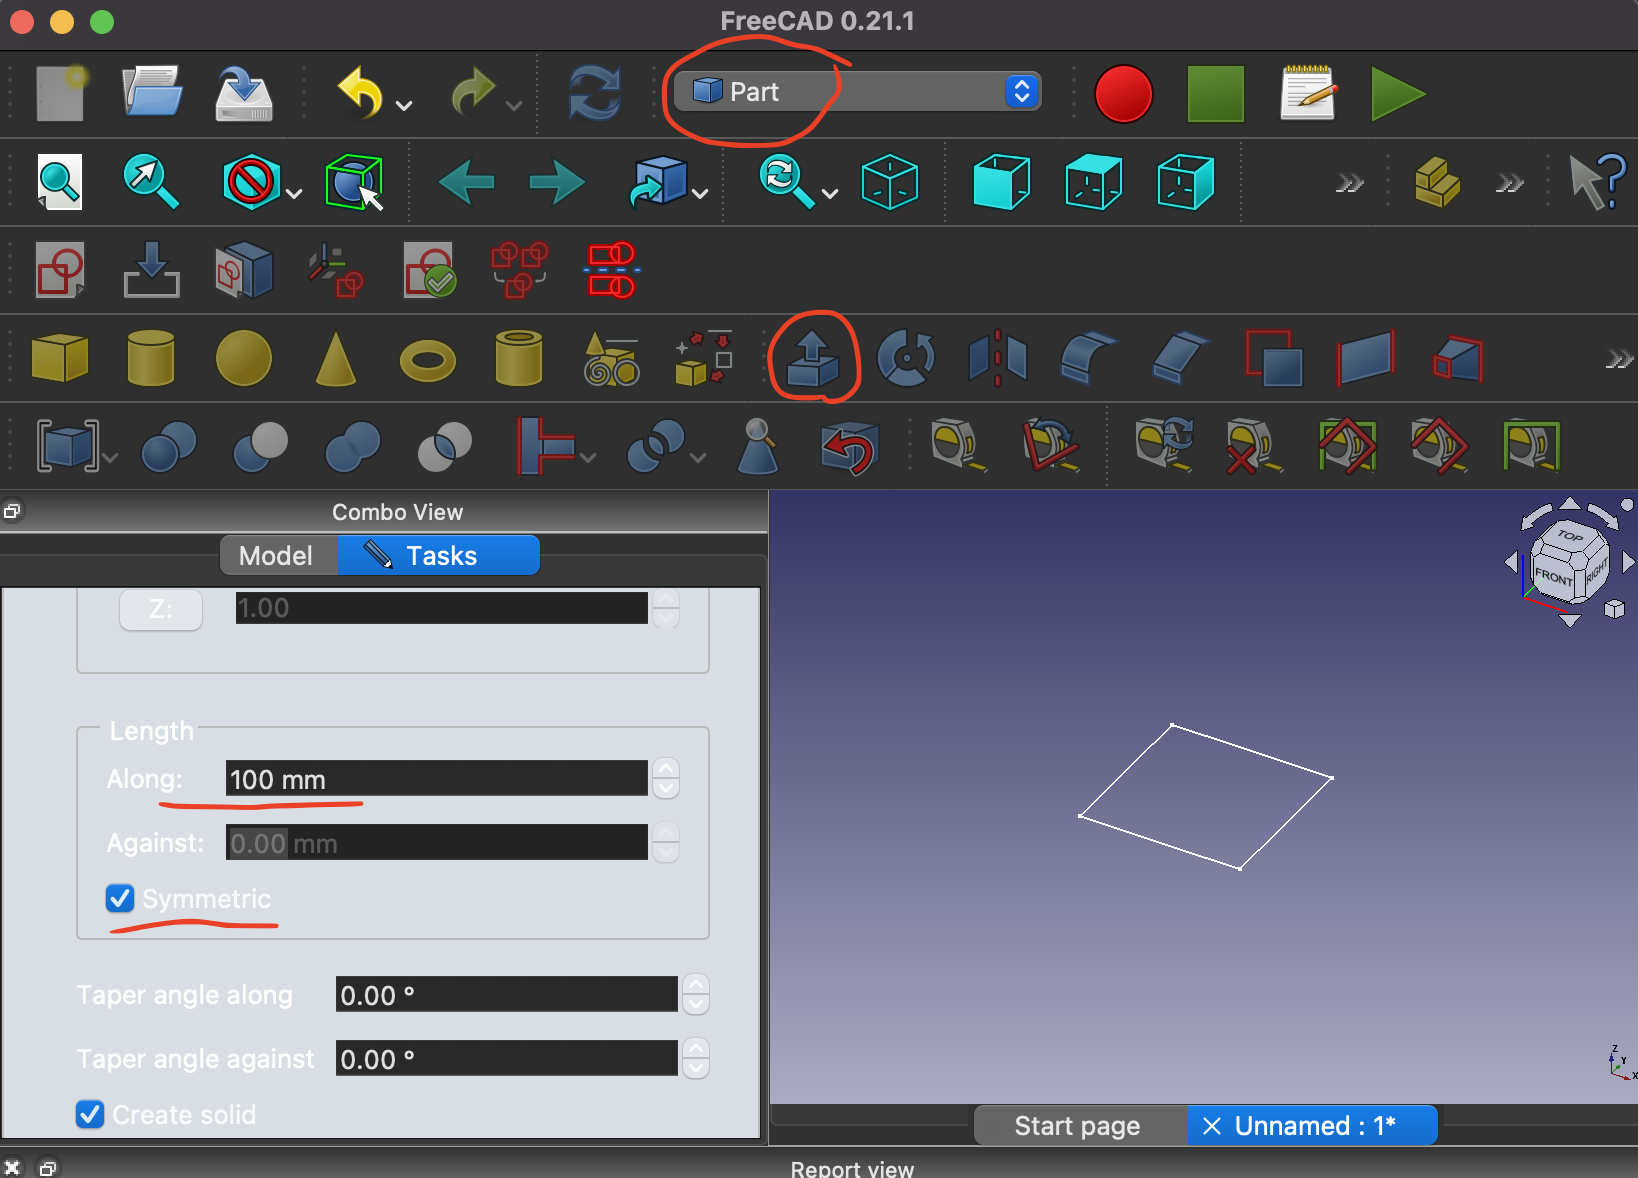 FreeCAD 0.21.1
Part
Combo View
Model
Tasks
Z:
1.00
Length
Along:
100 mm
Against:
0.00 mm
Symmetric
Taper angle along
0.00 °
Taper angle against
0.00 °
Create solid
TOP
FRONT
RIGHT
Z
Y
X
Start page
Unnamed : 1*
Report view